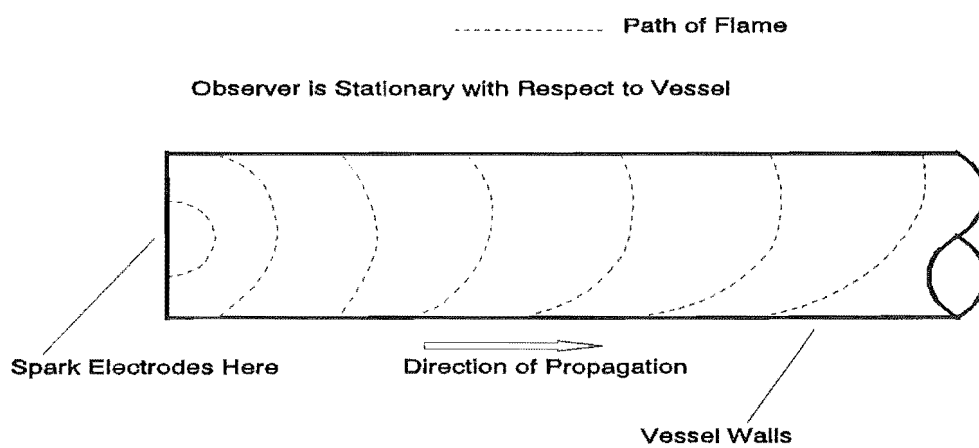 Path of Flame
Observer is Stationary with Respect to Vessel
Spark Electrodes Here
Direction of Propagation
Vessel Walls